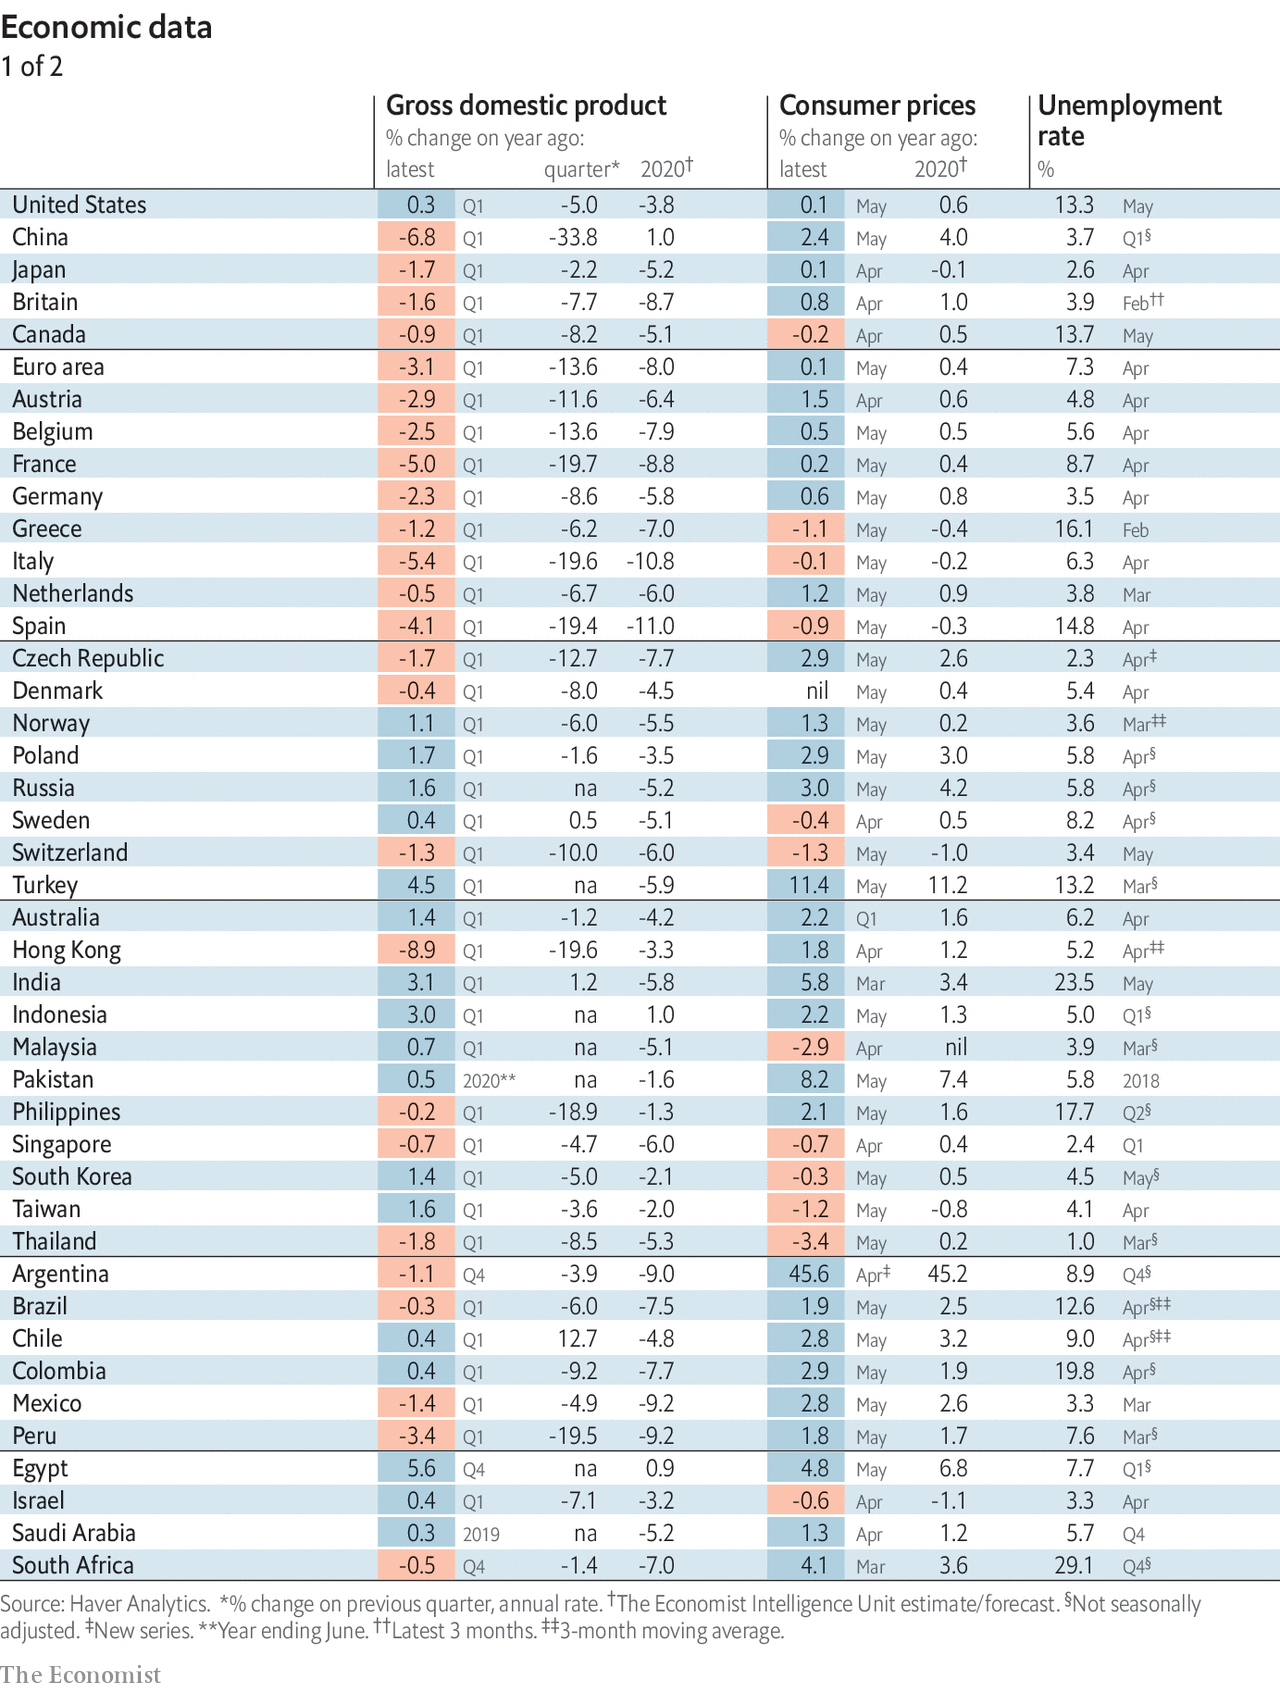 Economic data
1 of 2
Gross domestic product Consumer prices Unemployment
% change on year ago: % change on year ago: rate
latest quarter* 2020† latest 2020† %
United States 0.3 Q1 -5.0 -3.8 0.1 May 0.6 13.3 May
China -6.8 Q1 -33.8 1.0 2.4 May 4.0 3.7 Q1§
Japan -1.7 Q1 -2.2 -5.2 0.1 Apr -0.1 2.6 Apr
Britain -1.6 Q1 -7.7 -8.7 0.8 Apr 1.0 3.9 Feb††
Canada -0.9 Q1 -8.2 -5.1 -0.2 Apr 0.5 13.7 May
Euro area -3.1 Q1 -13.6 -8.0 0.1 May 0.4 7.3 Apr
Austria -2.9 Q1 -11.6 -6.4 1.5 Apr 0.6 4.8 Apr
Belgium -2.5 Q1 -13.6 -7.9 0.5 May 0.5 5.6 Apr
France -5.0 Q1 -19.7 -8.8 0.2 May 0.4 8.7 Apr
Germany -2.3 Q1 -8.6 -5.8 0.6 May 0.8 3.5 Apr
Greece -1.2 Q1 -6.2 -7.0 -1.1 May -0.4 16.1 Feb
Italy -5.4 Q1 -19.6 -10.8 -0.1 May -0.2 6.3 Apr
Netherlands -0.5 Q1 -6.7 -6.0 1.2 May 0.9 3.8 Mar
Spain -4.1 Q1 -19.4 -11.0 -0.9 May -0.3 14.8 Apr
Czech Republic -1.7 Q1 -12.7 -7.7 2.9 May 2.6 2.3 Apr‡
Denmark -0.4 Q1 -8.0 -4.5 nil May 0.4 5.4 Apr
Norway 1.1 Q1 -6.0 -5.5 1.3 May 0.2 3.6 Mar‡‡
Poland 1.7 Q1 -1.6 -3.5 2.9 May 3.0 5.8 Apr§
Russia 1.6 Q1 na -5.2 3.0 May 4.2 5.8 Apr§
Sweden 0.4 Q1 0.5 -5.1 -0.4 Apr 0.5 8.2 Apr§
Switzerland -1.3 Q1 -10.0 -6.0 -1.3 May -1.0 3.4 May
Turkey 4.5 Q1 na -5.9 11.4 May 11.2 13.2 Mar§
Australia 1.4 Q1 -1.2 -4.2 2.2 Q1 1.6 6.2 Apr
Hong Kong -8.9 Q1 -19.6 -3.3 1.8 Apr 1.2 5.2 Apr‡‡
India 3.1 Q1 1.2 -5.8 5.8 Mar 3.4 23.5 May
Indonesia 3.0 Q1 na 1.0 2.2 May 1.3 5.0 Q1§
Malaysia 0.7 Q1 na -5.1 -2.9 Apr nil 3.9 Mar§
Pakistan 0.5 2020** na -1.6 8.2 May 7.4 5.8 2018
Philippines -0.2 Q1 -18.9 -1.3 2.1 May 1.6 17.7 Q2§
Singapore -0.7 Q1 -4.7 -6.0 -0.7 Apr 0.4 2.4 Q1
South Korea 1.4 Q1 -5.0 -2.1 -0.3 May 0.5 4.5 May§
Taiwan 1.6 Q1 -3.6 -2.0 -1.2 May -0.8 4.1 Apr
Thailand -1.8 Q1 -8.5 -5.3 -3.4 May 0.2 1.0 Mar§
Argentina -1.1 Q4 -3.9 -9.0 45.6 Apr‡ 45.2 8.9 Q4§
Brazil -0.3 Q1 -6.0 -7.5 1.9 May 2.5 12.6 Apr§‡‡
Chile 0.4 Q1 12.7 -4.8 2.8 May 3.2 9.0 Apr§‡‡
Colombia 0.4 Q1 -9.2 -7.7 2.9 May 1.9 19.8 Apr§
Mexico -1.4 Q1 -4.9 -9.2 2.8 May 2.6 3.3 Mar
Peru -3.4 Q1 -19.5 -9.2 1.8 May 1.7 7.6 Mar§
Egypt 5.6 Q4 na 0.9 4.8 May 6.8 7.7 Q1§
Israel 0.4 Q1 -7.1 -3.2 -0.6 Apr -1.1 3.3 Apr
Saudi Arabia 0.3 2019 na -5.2 1.3 Apr 1.2 5.7 Q4
South Africa -0.5 Q4 -1.4 -7.0 4.1 Mar 3.6 29.1 Q4§
Source: Haver Analytics. *% change on previous quarter, annual rate. †The Economist Intelligence Unit estimate/forecast. §Not seasonally
adjusted. ‡New series. **Year ending June. ††Latest 3 months. ‡‡3-month moving average.
The Economist